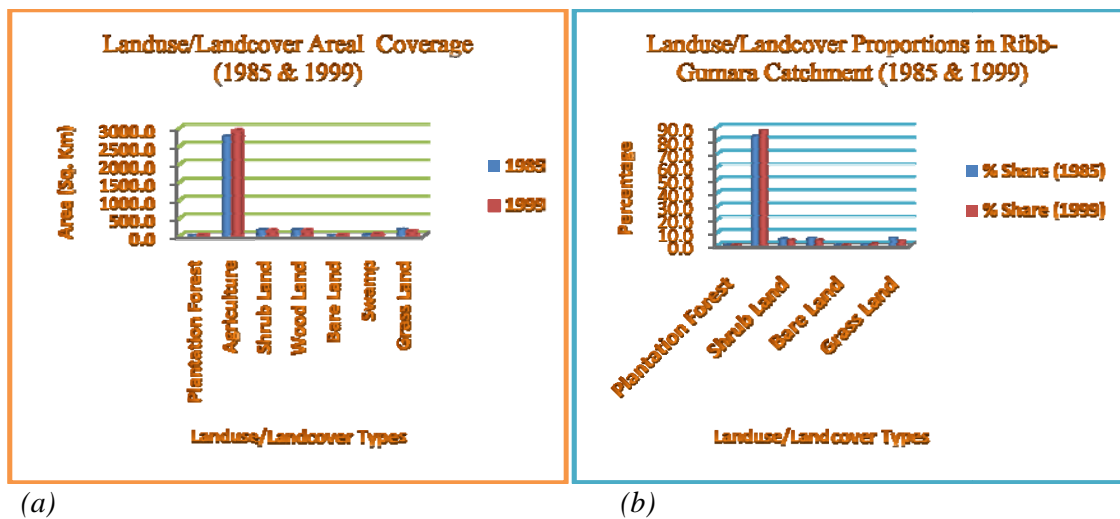 Landuse/Landcover Areal Coverage
(1985 & 1999)
Area (Sq. Km)
3000.0
2500.0
2000.0
1500.0
1000.0
500.0
0.0
Plantation Forest
Agriculture
Shrub Land
Wood Land
Bare Land
Swamp
Grass Land
1985
1999
Landuse/Landcover Types
(a)
Landuse/Landcover Proportions in Ribb-
Gumara Catchment (1985 & 1999)
Percentage
90.0
80.0
70.0
60.0
50.0
40.0
30.0
20.0
10.0
0.0
Plantation Forest
Shrub Land
Bare Land
Grass Land
% Share (1985)
% Share (1999)
Landuse/Landcover Types
(b)